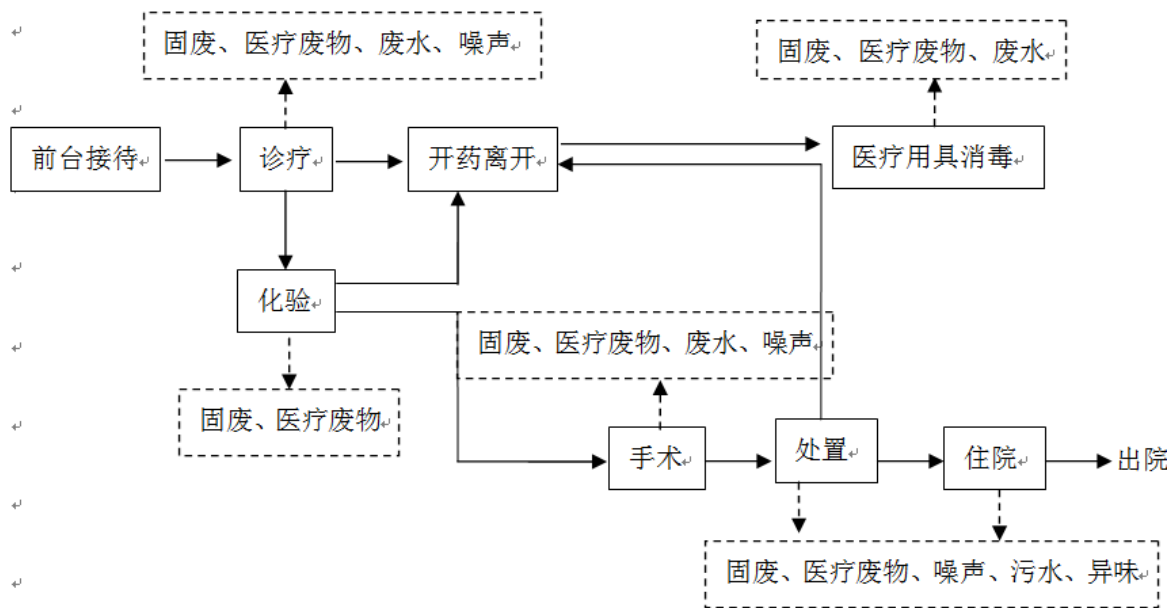 固废、医疗废物、废水、噪声
固废、医疗废物、废水
前台接待
诊疗
开药离开
医疗用具消毒
化验
固废、医疗废物、废水、噪声
固废、医疗废物
手术
处置
住院
出院
固废、医疗废物、噪声、污水、异味